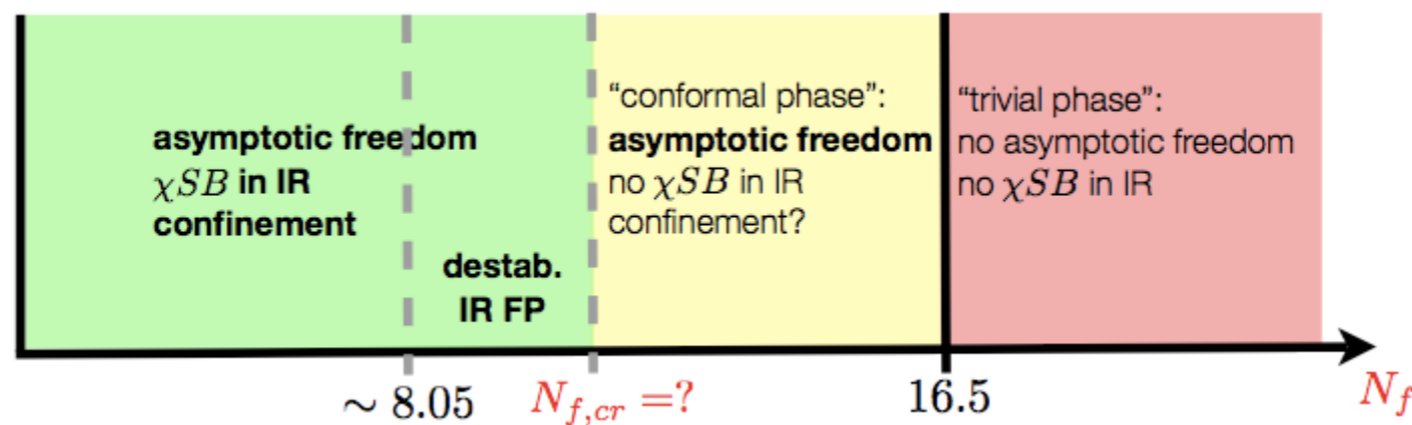 asymptotic freedom
χSB in IR
confinement
destab.
IR FP
“conformal phase”:
asymptotic freedom
no χSB in IR
confinement?
“trivial phase”:
no asymptotic freedom
no χSB in IR
∼ 8.05
N_{f,cr} =?
16.5
N_f